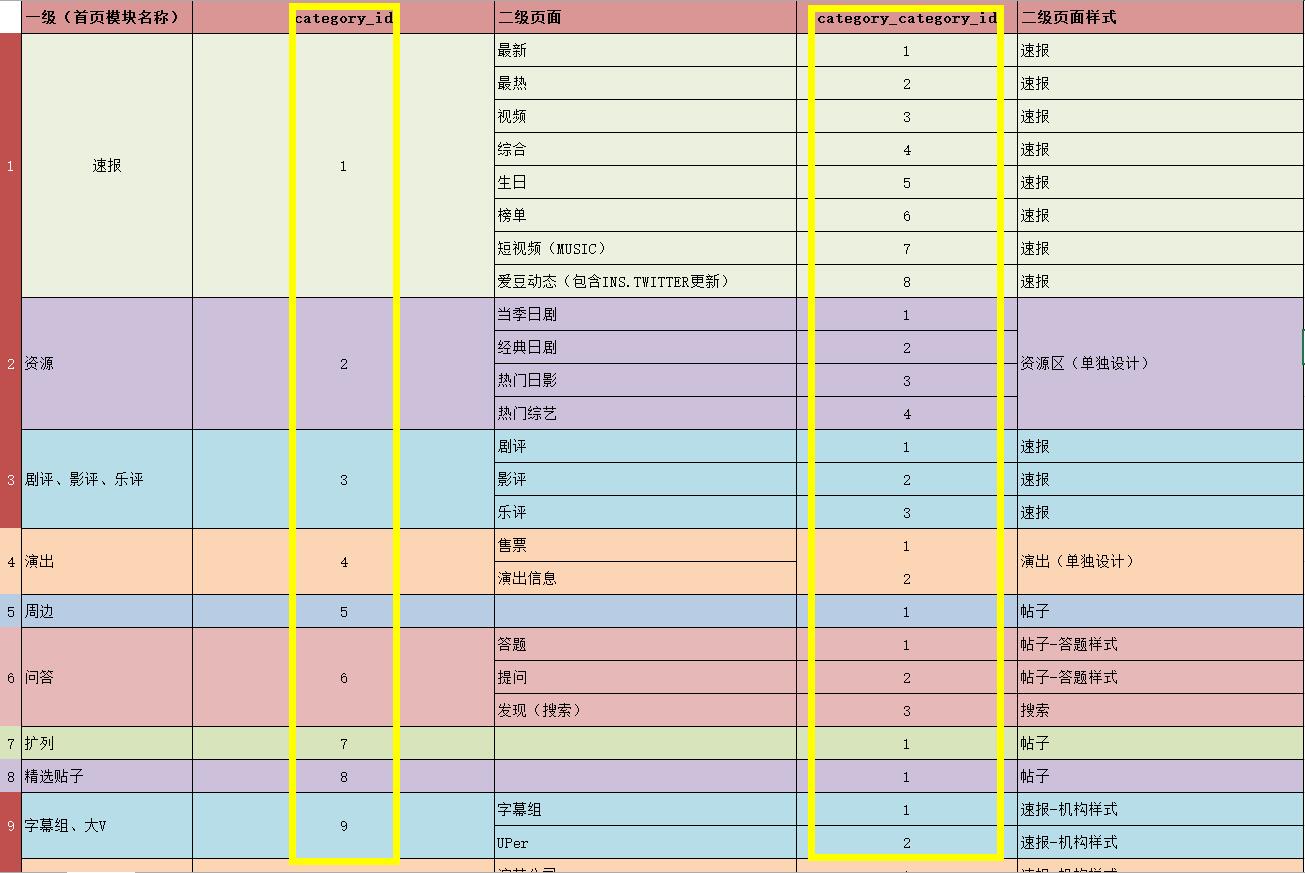 一级（首页模块名称） category_id 二级页面 category_category_id 二级页面样式
最新 1 速报
最热 2 速报
视频 3 速报
1 速报 1 综合 4 速报
生日 5 速报
榜单 6 速报
短视频（MUSIC） 7 速报
爱豆动态（包含INS.TWITTER更新） 8 速报
当季日剧 1
2 资源 2 经典日剧 2 资源区（单独设计）
热门日影 3
热门综艺 4
剧评 1 速报
3 剧评、影评、乐评 3 影评 2 速报
乐评 3 速报
4 演出 4 售票 1 演出（单独设计）
演出信息 2
5 周边 5 1 帖子
答题 1 帖子-答题样式
6 问答 6 提问 2 帖子-答题样式
发现（搜索） 3 搜索
7 扩列 7 1 帖子
8 精选贴子 8 1 帖子
9 字幕组、大V 9 字幕组 1 速报-机构样式
UPer 2 速报-机构样式